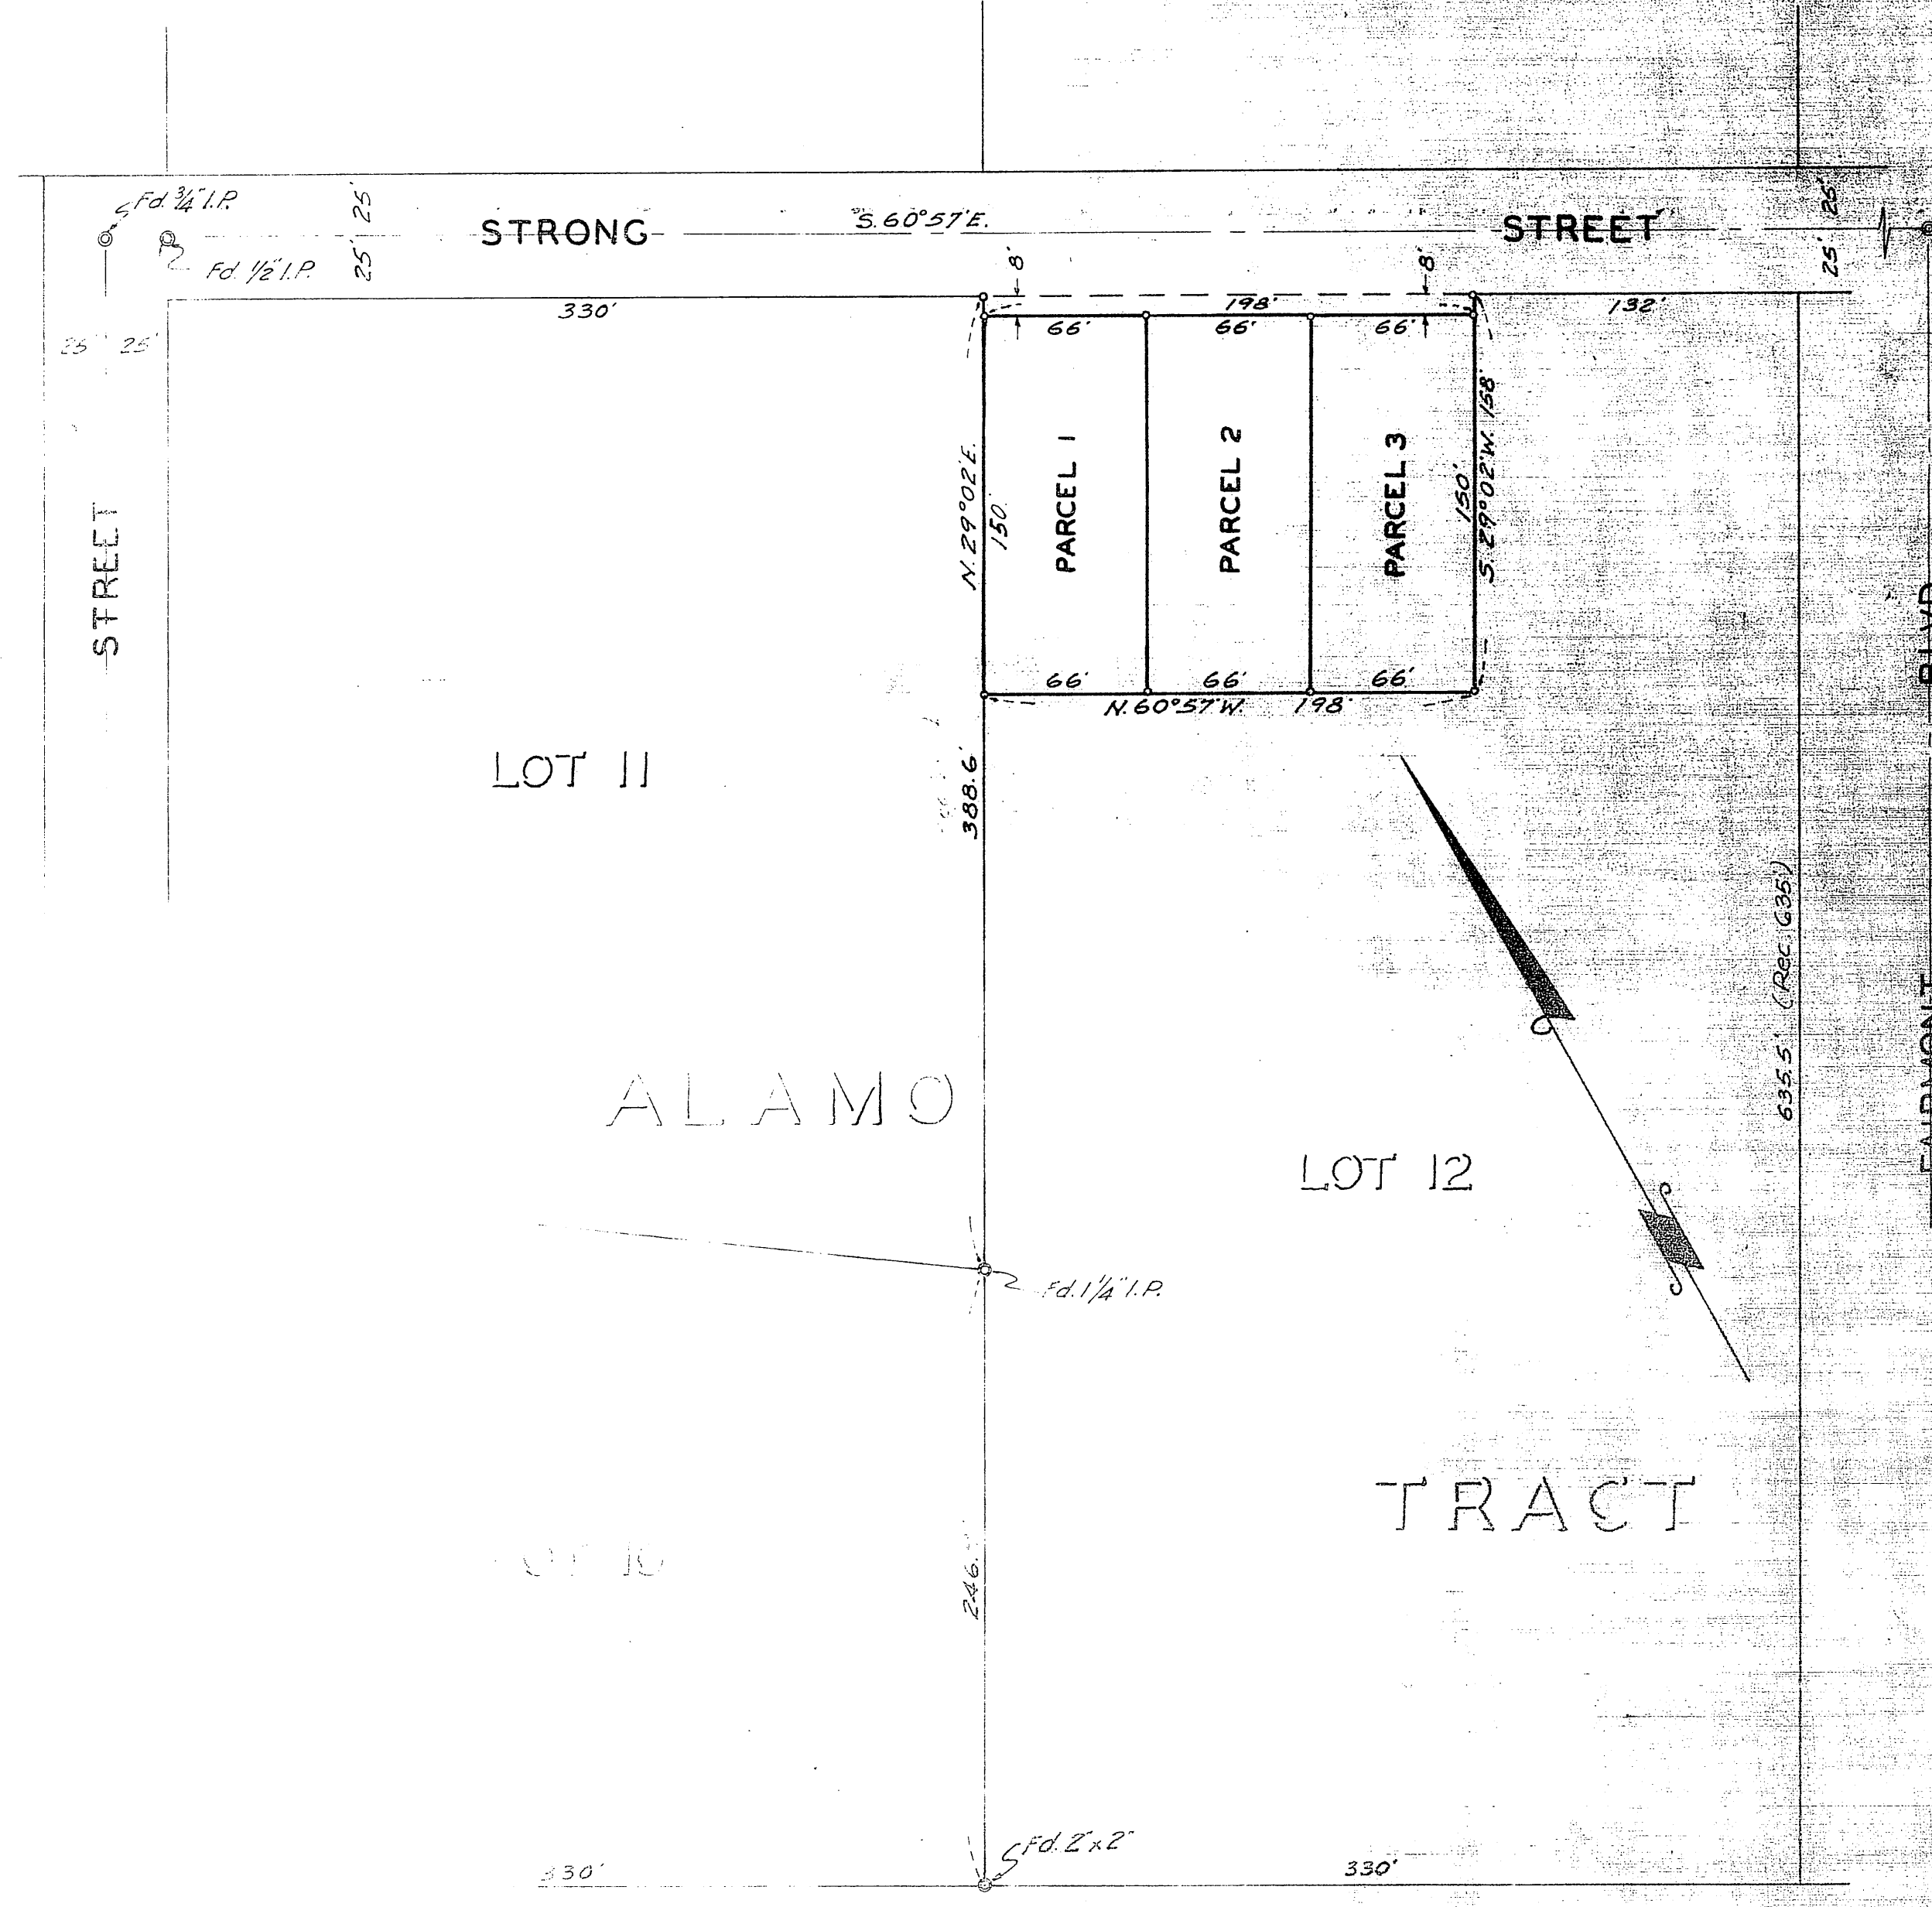 Fd. 3/4" I.P.
25' 25'
STRONG
S. 60°57' E.
STREET
25' 25'
Fd. 1/2" I.P.
8'
8'
330'
198'
132'
66'
66'
66'
25' 25'
STREET
N. 29°02' E.
150'
PARCEL 1
PARCEL 2
PARCEL 3
150'
S. 29°02' W. 158'
66'
66'
66'
N. 60°57' W. 198'
LOT 11
388.6'
635.5' (Rec. 635')
ALAMO
LOT 12
Fd. 1 1/4" I.P.
TRACT
246.
Fd. 2" x 2"
330'
330'